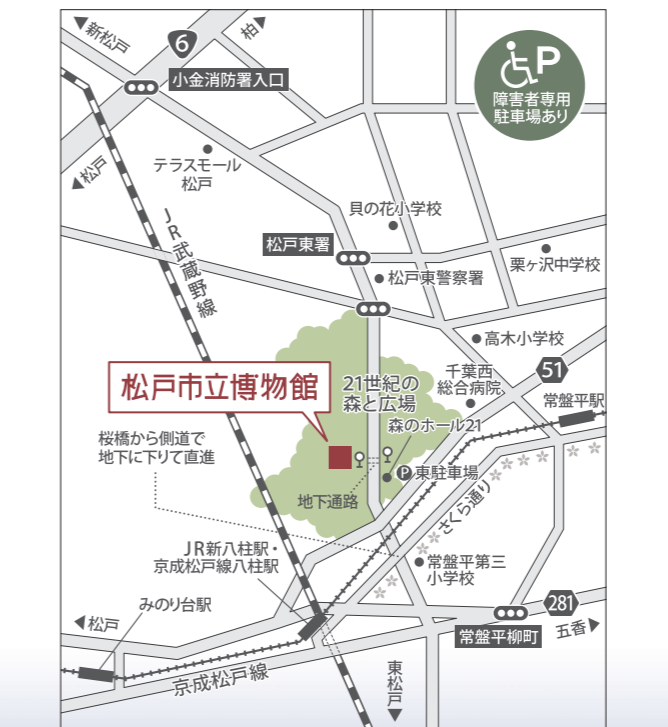 新松戸
6
柏
小金消防署入口
P
障害者専用
駐車場あり
松戸
テラスモール
松戸
JR武蔵野線
貝の花小学校
松戸東署
栗ヶ沢中学校
松戸東警察署
高木小学校
51
松戸市立博物館
21世紀の
森と広場
千葉西
総合病院
常盤平駅
森のホール21
桜橋から側道で
地下に下りて直進
P東駐車場
地下通路
さくら通り
JR新八柱駅・
京成松戸線八柱駅
常盤平第三
小学校
みのり台駅
281
松戸
常盤平柳町
五香
京成松戸線
東松戸